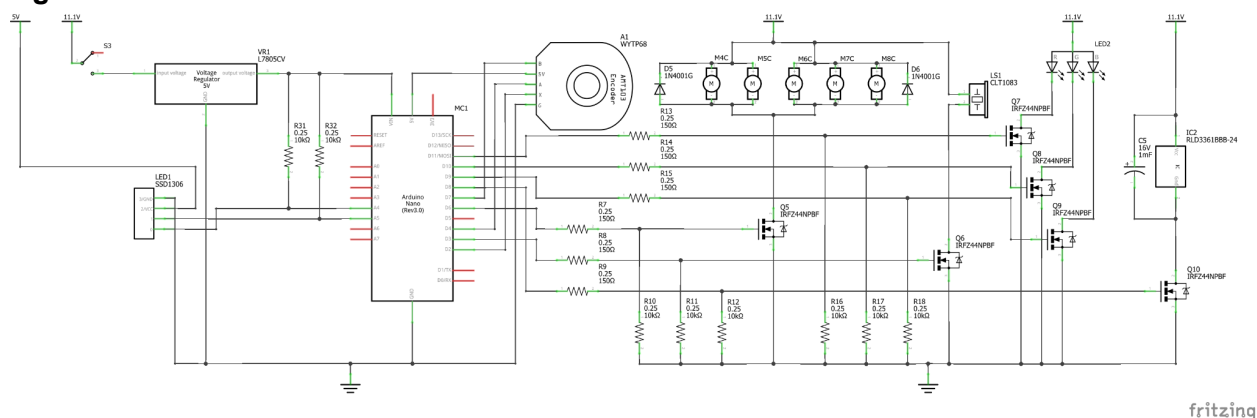 5V
11.1V
S3
VR1
L7805CV
Input voltage
Voltage
Regulator
5V
output voltage
GND
R31
0.25
10kΩ
R32
0.25
10kΩ
LED1
SSD1306
MC1
RESET
AREF
A0
A1
A2
A3
A4
A5
A6
A7
Arduino
Nano
(Rev3.0)
D13/SCK
D12/MISO
D11/MOSI
D10
D9
D8
D7
D6
D5
D4
D3
D2
D1/TX
D0/RX
GND
A1
WYTP68
B
5V
A
X
G
AMT103
Encoder
11.1V
D5
1N4001G
M4C
M
M5C
M
M6C
M
M7C
M
M8C
M
D6
1N4001G
LS1
CLT1083
R13
0.25
150Ω
R14
0.25
150Ω
R15
0.25
150Ω
R7
0.25
150Ω
R8
0.25
150Ω
R9
0.25
150Ω
R10
0.25
10kΩ
R11
0.25
10kΩ
R12
0.25
10kΩ
R16
0.25
10kΩ
R17
0.25
10kΩ
R18
0.25
10kΩ
Q5
IRFZ44NPBF
Q6
IRFZ44NPBF
Q7
IRFZ44NPBF
Q8
IRFZ44NPBF
Q9
IRFZ44NPBF
Q10
IRFZ44NPBF
11.1V
LED2
11.1V
C5
16V
1mF
IC2
RLD3361BBB-24
fritzing